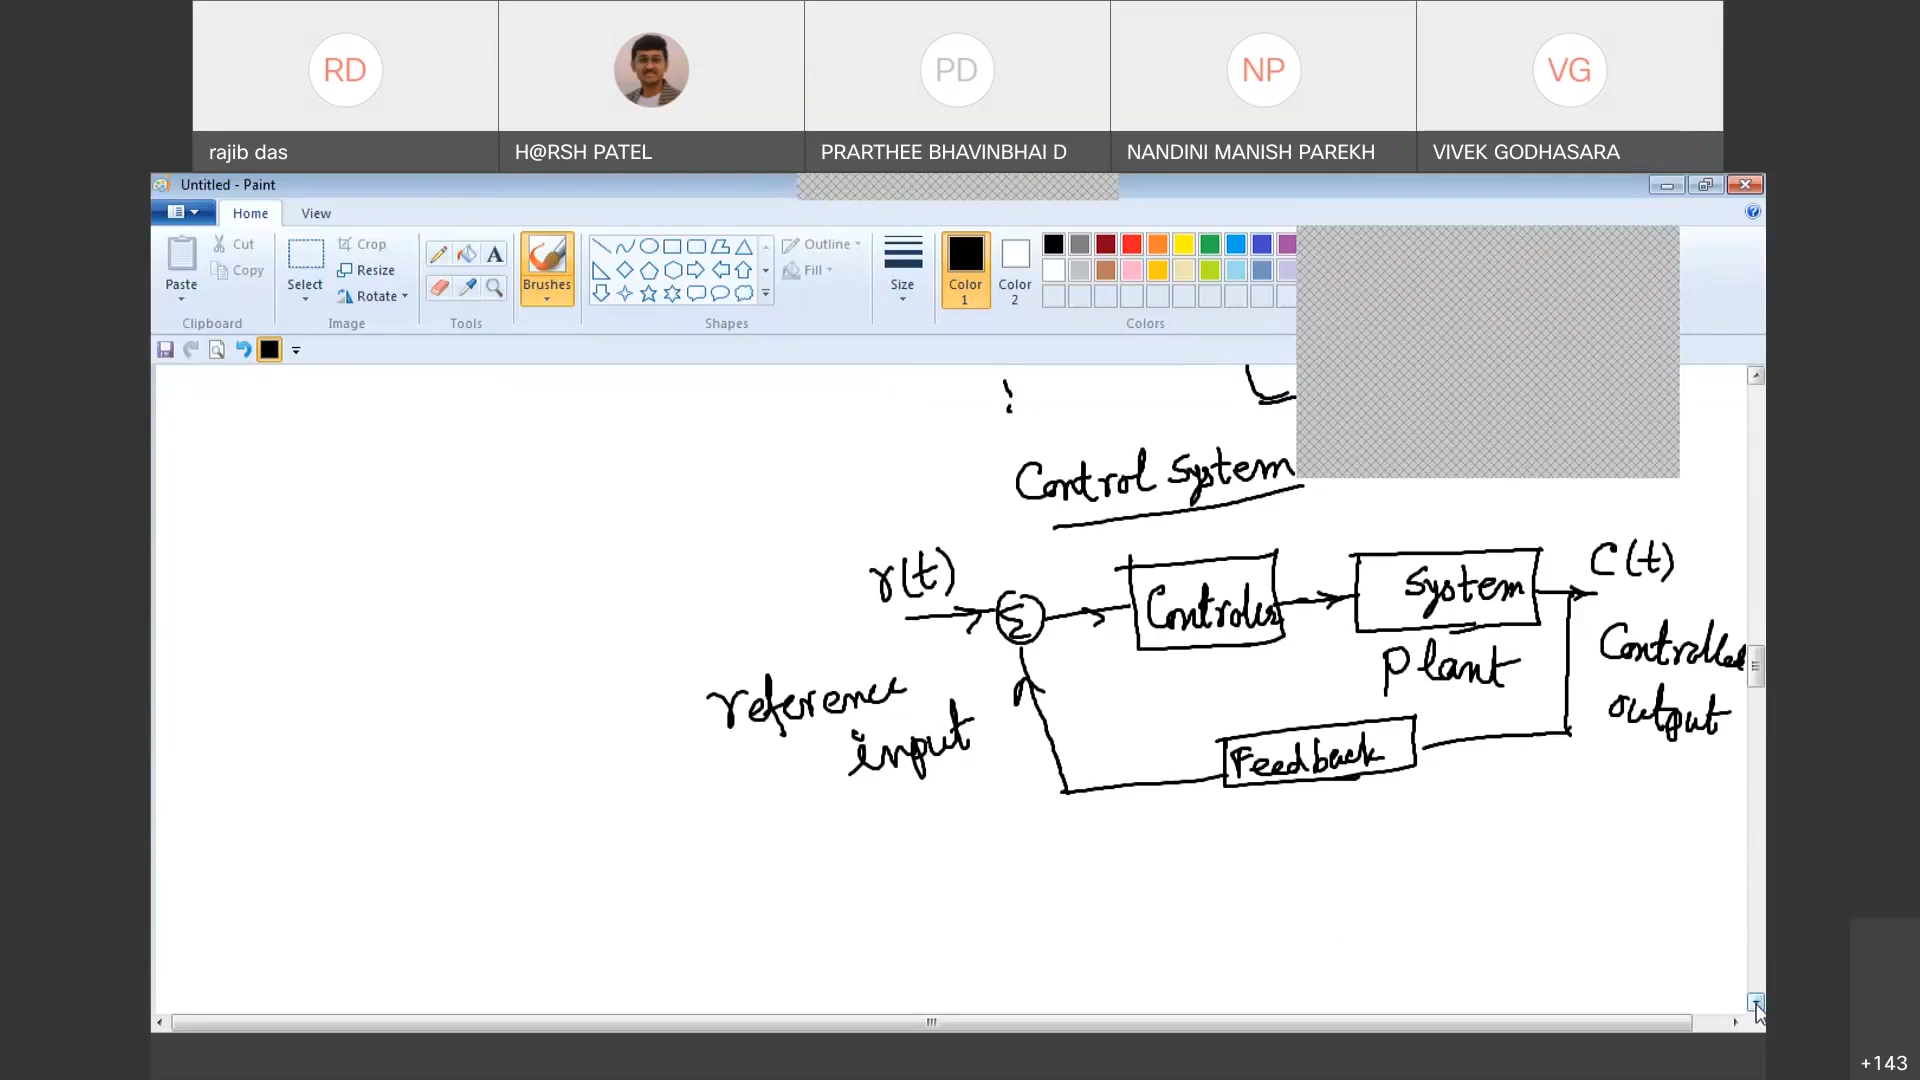 RD
PD
NP
VG
rajib das
H@RSH PATEL
PRARTHEE BHAVINBHAI D
NANDINI MANISH PAREKH
VIVEK GODHASARA
Untitled - Paint
Home
View
Paste
Cut
Copy
Clipboard
Select
Crop
Resize
Rotate
Image
A
Tools
Brushes
Shapes
Outline
Fill
Size
Color 1
Color 2
Colors
Control System
r(t)
Controler
System
C(t)
Plant
Controlled
output
reference
input
Feedback
Σ
+143